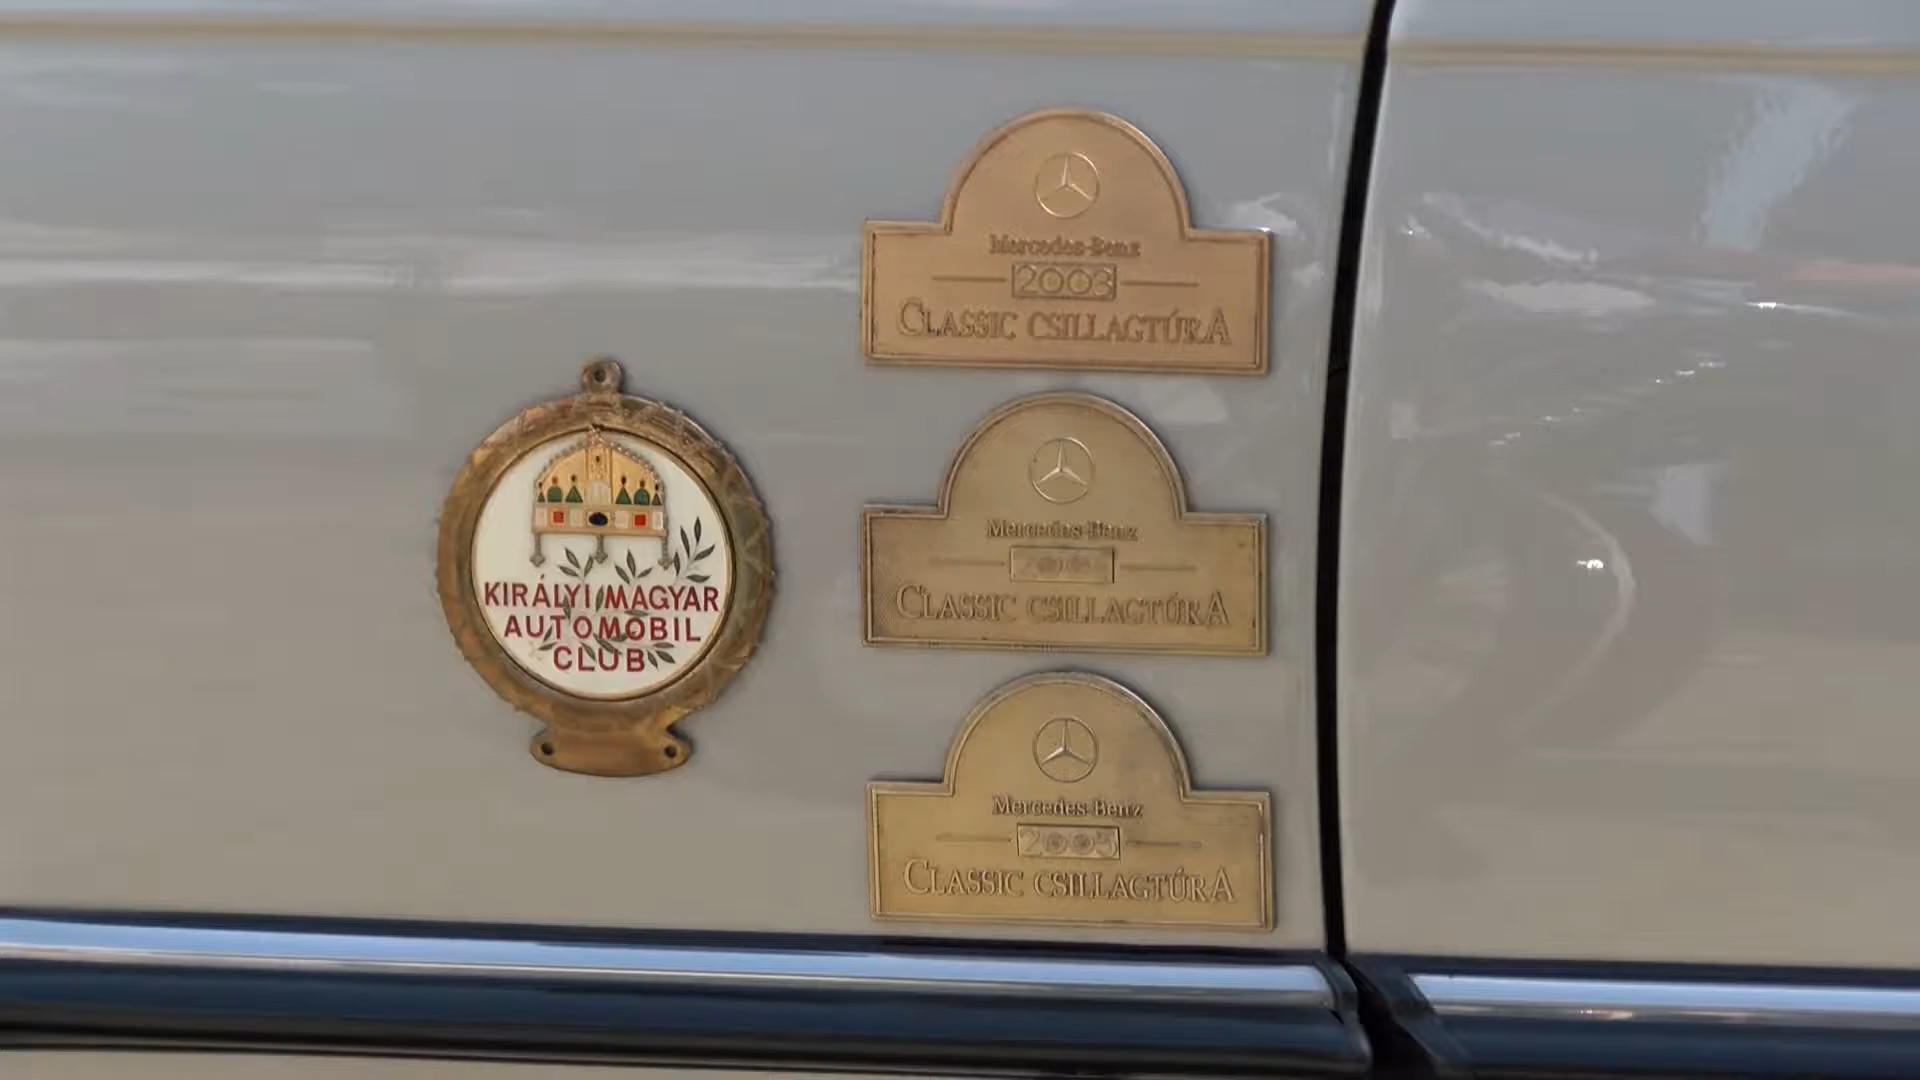 Mercedes-Benz
2003
CLASSIC CSILLAGTÚRA
KIRÁLYI MAGYAR
AUTOMOBIL
CLUB
Mercedes-Benz
CLASSIC CSILLAGTÚRA
Mercedes-Benz
2005
CLASSIC CSILLAGTÚRA